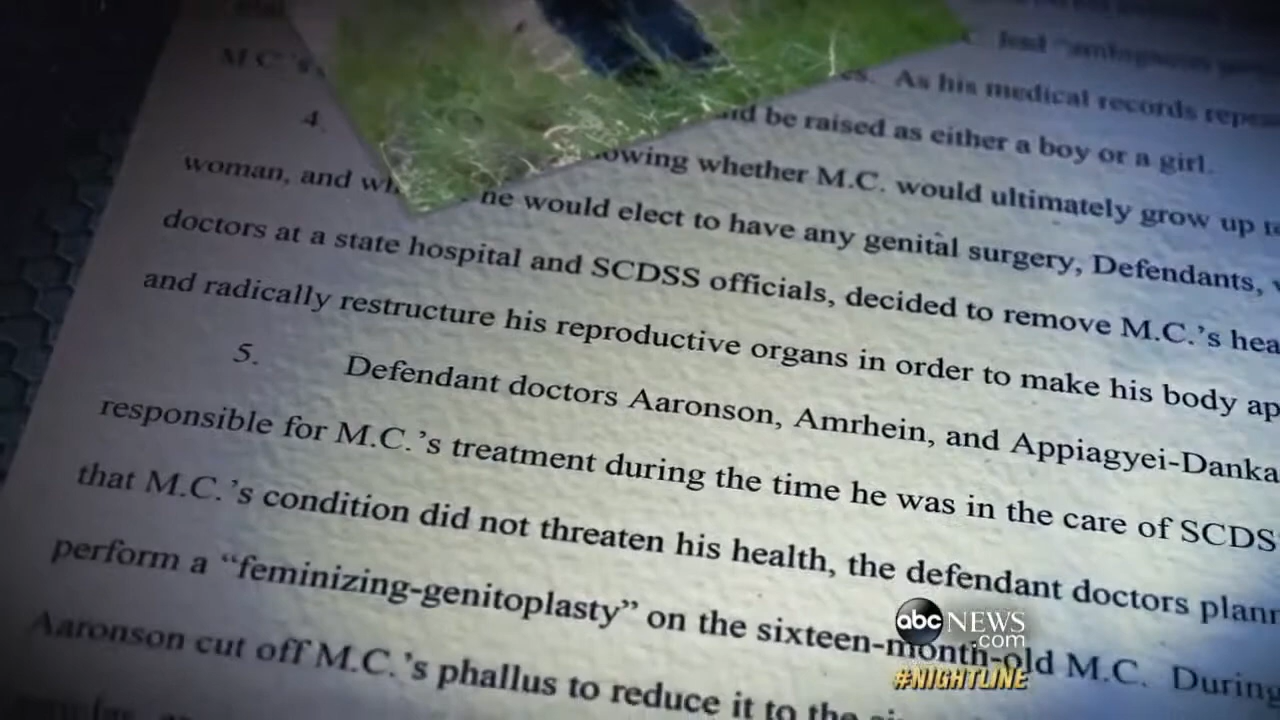 M.C.'s
lead "ambiguous
As his medical records
4.
be raised as either a boy or a girl.
woman, and
whether M.C. would ultimately grow up
he would elect to have any genital surgery, Defendants,
doctors at a state hospital and SCDSS officials, decided to remove M.C.'s
and radically restructure his reproductive organs in order to make his body
5. Defendant doctors Aaronson, Amrhein, and Appiagyei-Danka
responsible for M.C.'s treatment during the time he was in the care of SCDS
that M.C.'s condition did not threaten his health, the defendant doctors
perform a "feminizing-genitoplasty" on the sixteen-month-old M.C. During
Aaronson cut off M.C.'s phallus to reduce it to the
abc NEWS
.com
#NIGHTLINE